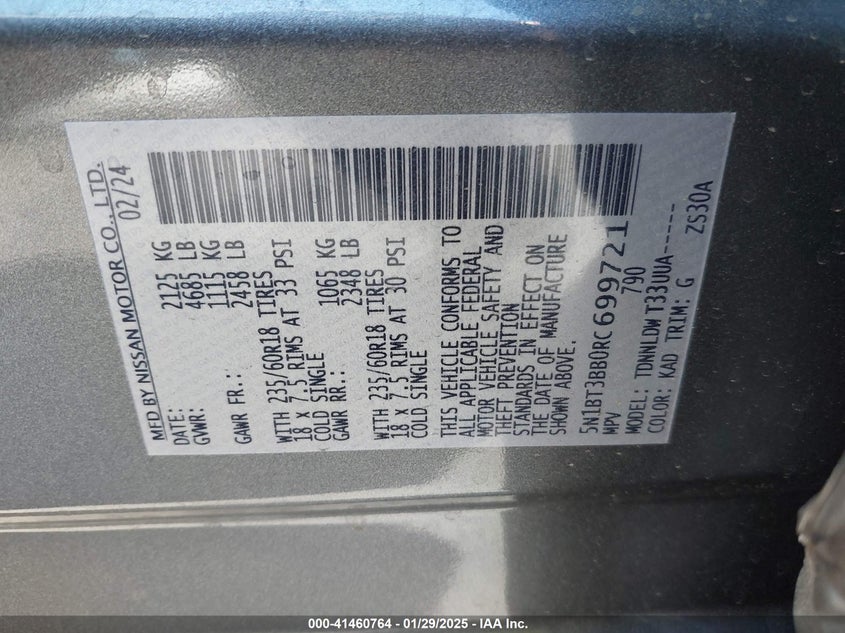 MFD BY NISSAN MOTOR CO., LTD.
DATE: 02/24
GVWR: 2125 KG
4685 LB
GAWR FR.: 1115 KG
2458 LB
WITH 235/60R18 TIRES
18 x 7.5 RIMS AT 33 PSI
COLD SINGLE
GAWR RR.: 1065 KG
2348 LB
WITH 235/60R18 TIRES
18 x 7.5 RIMS AT 30 PSI
COLD SINGLE
THIS VEHICLE CONFORMS TO
ALL APPLICABLE FEDERAL
MOTOR VEHICLE SAFETY AND
THEFT PREVENTION
STANDARDS IN EFFECT ON
THE DATE OF MANUFACTURE
SHOWN ABOVE.
5N1BT3BB0RC699721
MPV 790
MODEL: TDWNLDW T33UUA------
COLOR: KAD TRIM: G ZS30A
000-41460764 — 01/29/2025 — IAA Inc.